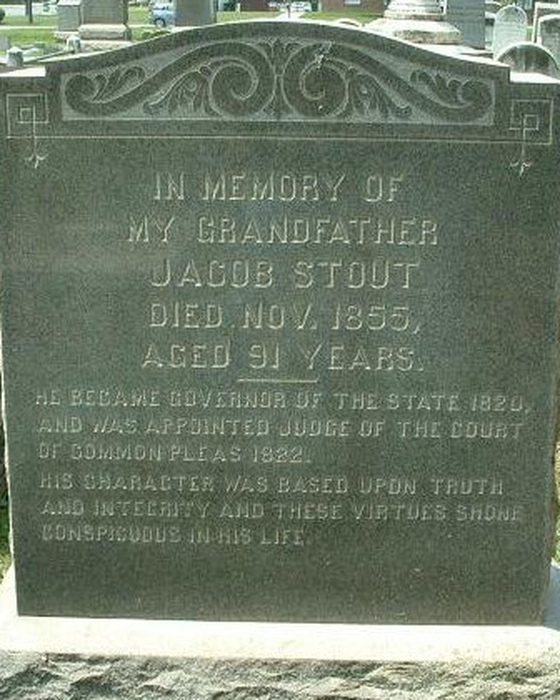 IN MEMORY OF
MY GRANDFATHER
JACOB STOUT
DIED NOV. 1855,
AGED 91 YEARS.
HE BECAME GOVERNOR OF THE STATE 1820,
AND WAS APPOINTED JUDGE OF THE COURT
OF COMMON PLEAS 1822.
HIS CHARACTER WAS BASED UPON TRUTH
AND INTEGRITY AND THESE VIRTUES SHONE
CONSPICUOUS IN HIS LIFE.